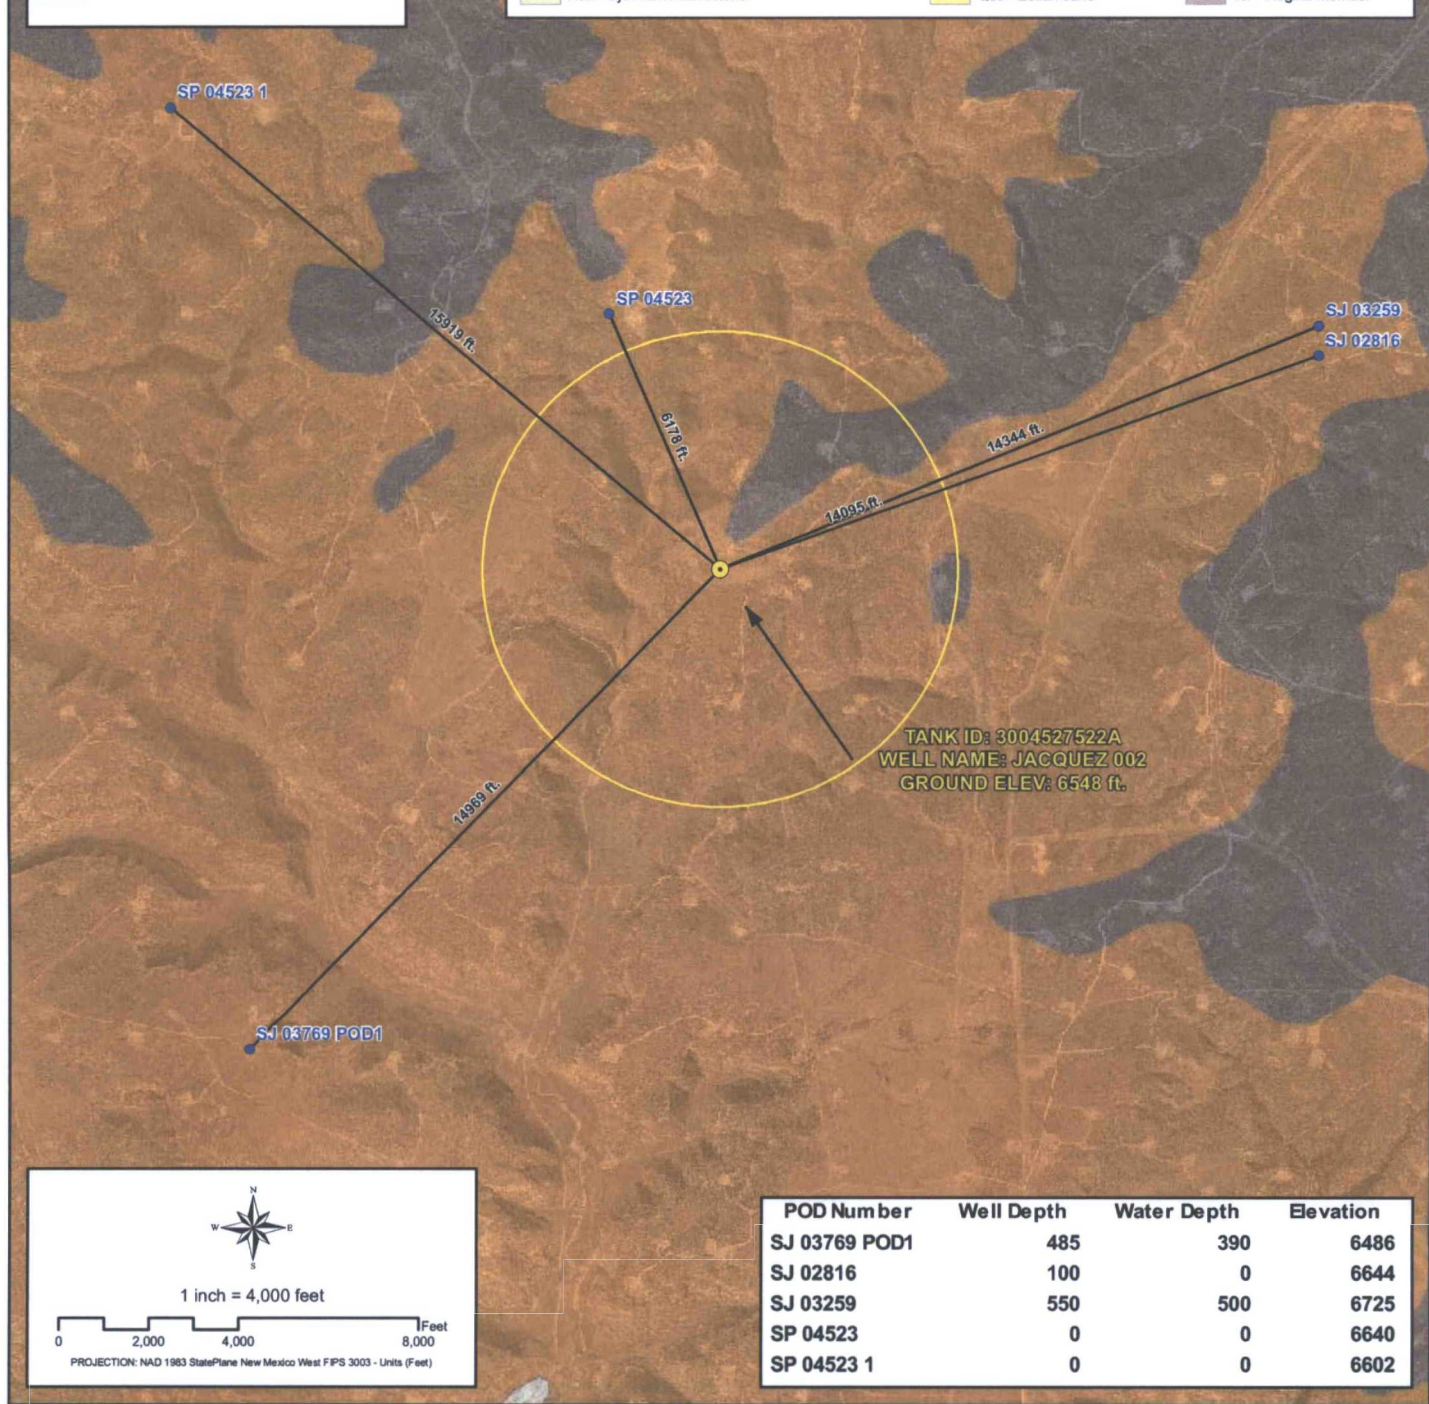 SP 04523 1
SP 04523
SJ 03259
SJ 02816
15919 ft.
6178 ft.
14344 ft.
14095 ft.
TANK ID: 3004527522A
WELL NAME: JACQUEZ 002
GROUND ELEV: 6548 ft.
14969 ft.
SJ 03769 POD1
N
W E
S
1 inch = 4,000 feet
Feet
0 2,000 4,000 8,000
PROJECTION: NAD 1983 StatePlane New Mexico West FIPS 3003 - Units (Feet)
POD Number Well Depth Water Depth Elevation
SJ 03769 POD1 485 390 6486
SJ 02816 100 0 6644
SJ 03259 550 500 6725
SP 04523 0 0 6640
SP 04523 1 0 0 6602